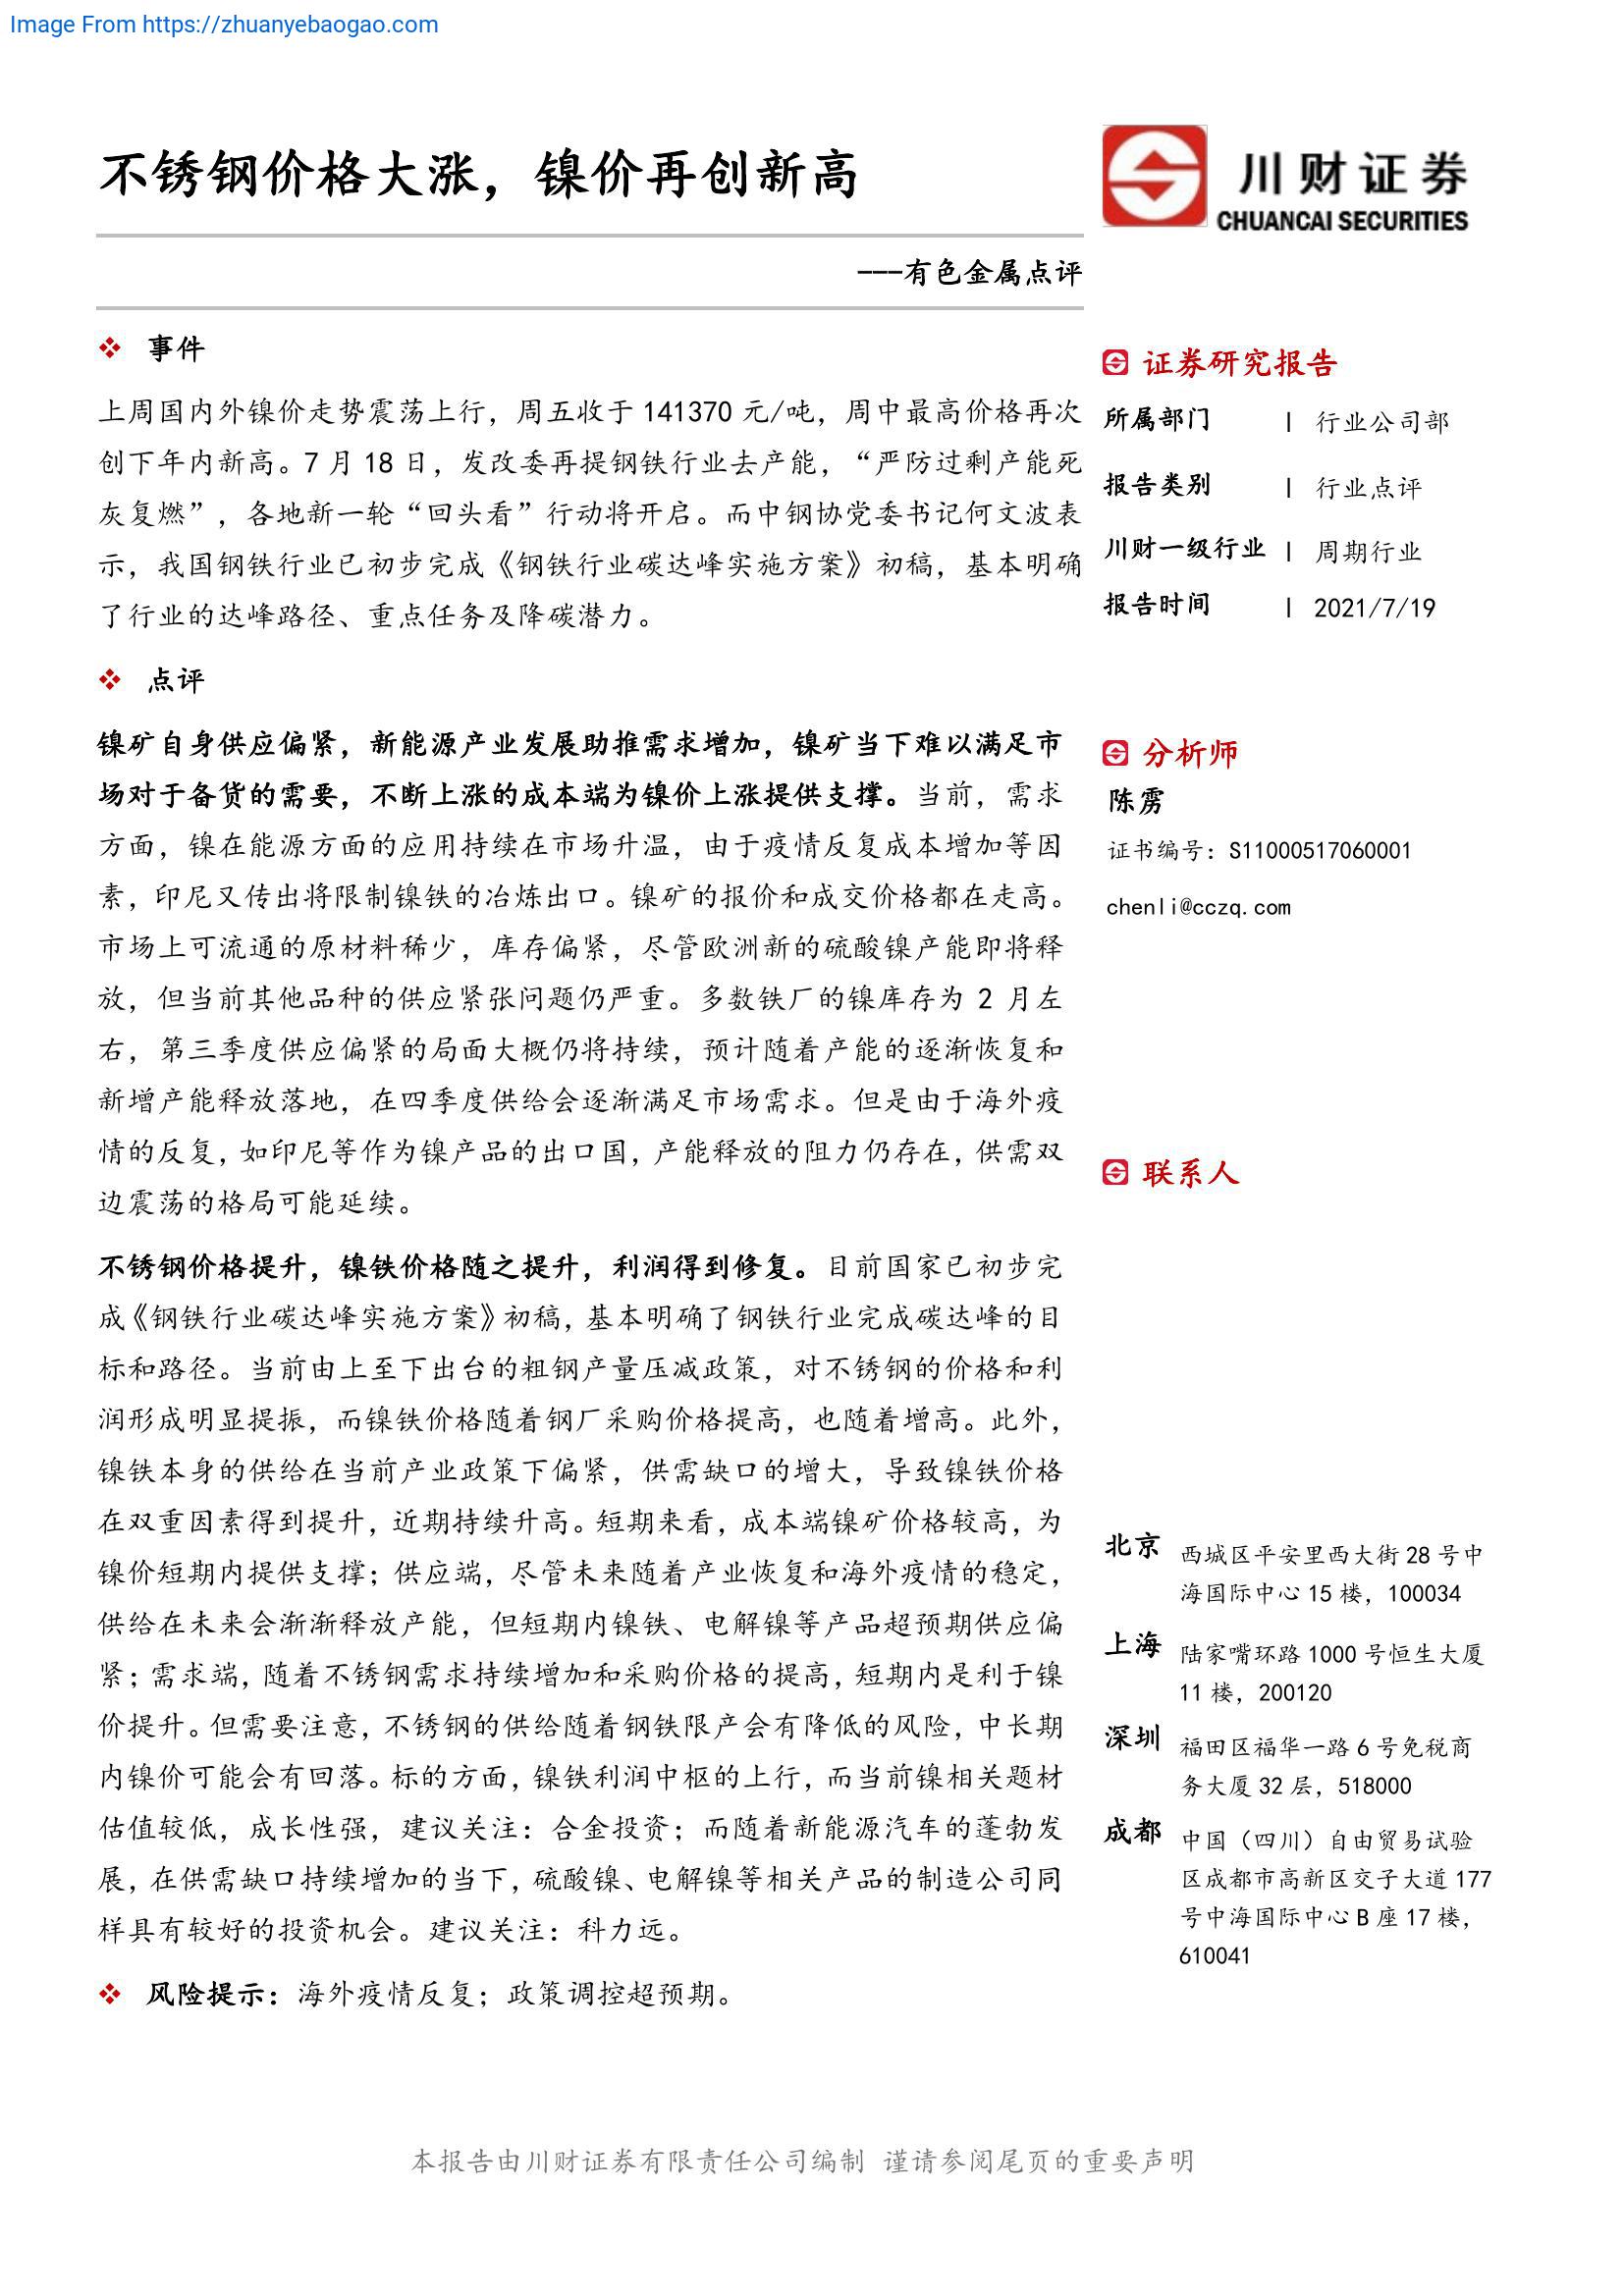 Image From https://zhuanyebaogao.com
不锈钢价格大涨，镍价再创新高
川财证券
CHUANCAI SECURITIES
---有色金属点评
事件
上周国内外镍价走势震荡上行，周五收于 141370 元/吨，周中最高价格再次
创下年内新高。7 月 18 日，发改委再提钢铁行业去产能，“严防过剩产能死
灰复燃”，各地新一轮“回头看”行动将开启。而中钢协党委书记何文波表
示，我国钢铁行业已初步完成《钢铁行业碳达峰实施方案》初稿，基本明确
了行业的达峰路径、重点任务及降碳潜力。
点评
镍矿自身供应偏紧，新能源产业发展助推需求增加，镍矿当下难以满足市
场对于备货的需要，不断上涨的成本端为镍价上涨提供支撑。当前，需求
方面，镍在能源方面的应用持续在市场升温，由于疫情反复成本增加等因
素，印尼又传出将限制镍铁的冶炼出口。镍矿的报价和成交价格都在走高。
市场上可流通的原材料稀少，库存偏紧，尽管欧洲新的硫酸镍产能即将释
放，但当前其他品种的供应紧张问题仍严重。多数铁厂的镍库存为 2 月左
右，第三季度供应偏紧的局面大概仍将持续，预计随着产能的逐渐恢复和
新增产能释放落地，在四季度供给会逐渐满足市场需求。但是由于海外疫
情的反复，如印尼等作为镍产品的出口国，产能释放的阻力仍存在，供需双
边震荡的格局可能延续。
不锈钢价格提升，镍铁价格随之提升，利润得到修复。目前国家已初步完
成《钢铁行业碳达峰实施方案》初稿，基本明确了钢铁行业完成碳达峰的目
标和路径。当前由上至下出台的粗钢产量压减政策，对不锈钢的价格和利
润形成明显提振，而镍铁价格随着钢厂采购价格提高，也随着增高。此外，
镍铁本身的供给在当前产业政策下偏紧，供需缺口的增大，导致镍铁价格
在双重因素得到提升，近期持续升高。短期来看，成本端镍矿价格较高，为
镍价短期内提供支撑；供应端，尽管未来随着产业恢复和海外疫情的稳定，
供给在未来会渐渐释放产能，但短期内镍铁、电解镍等产品超预期供应偏
紧；需求端，随着不锈钢需求持续增加和采购价格的提高，短期内是利于镍
价提升。但需要注意，不锈钢的供给随着钢铁限产会有降低的风险，中长期
内镍价可能会有回落。标的方面，镍铁利润中枢的上行，而当前镍相关题材
估值较低，成长性强，建议关注：合金投资；而随着新能源汽车的蓬勃发
展，在供需缺口持续增加的当下，硫酸镍、电解镍等相关产品的制造公司同
样具有较好的投资机会。建议关注：科力远。
风险提示：海外疫情反复；政策调控超预期。
证券研究报告
所属部门 | 行业公司部
报告类别 | 行业点评
川财一级行业 | 周期行业
报告时间 | 2021/7/19
分析师
陈雳
证书编号：S11000517060001
chenli@cczq.com
联系人
北京 西城区平安里西大街 28 号中
海国际中心 15 楼，100034
上海 陆家嘴环路 1000 号恒生大厦
11 楼，200120
深圳 福田区福华一路 6 号免税商
务大厦 32 层，518000
成都 中国（四川）自由贸易试验
区成都市高新区交子大道 177
号中海国际中心 B 座 17 楼，
610041
本报告由川财证券有限责任公司编制 谨请参阅尾页的重要声明